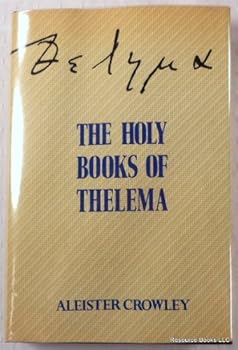 Θελημα
THE HOLY
BOOKS OF
THELEMA
ALEISTER CROWLEY
Resource Books LLC